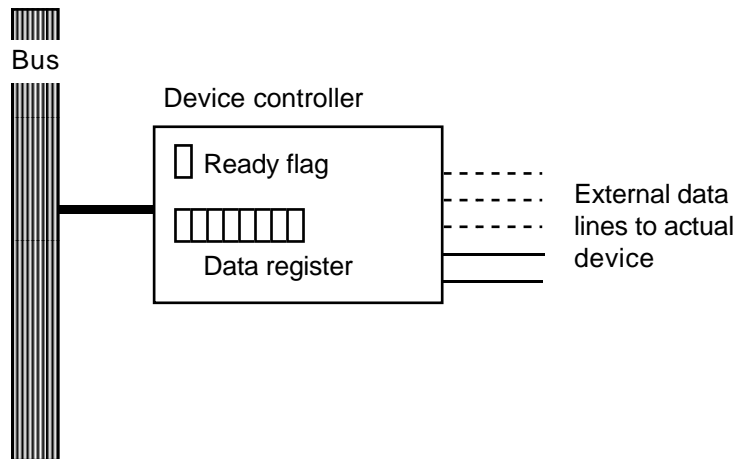 Bus
Device controller
Ready flag
Data register
External data
lines to actual
device